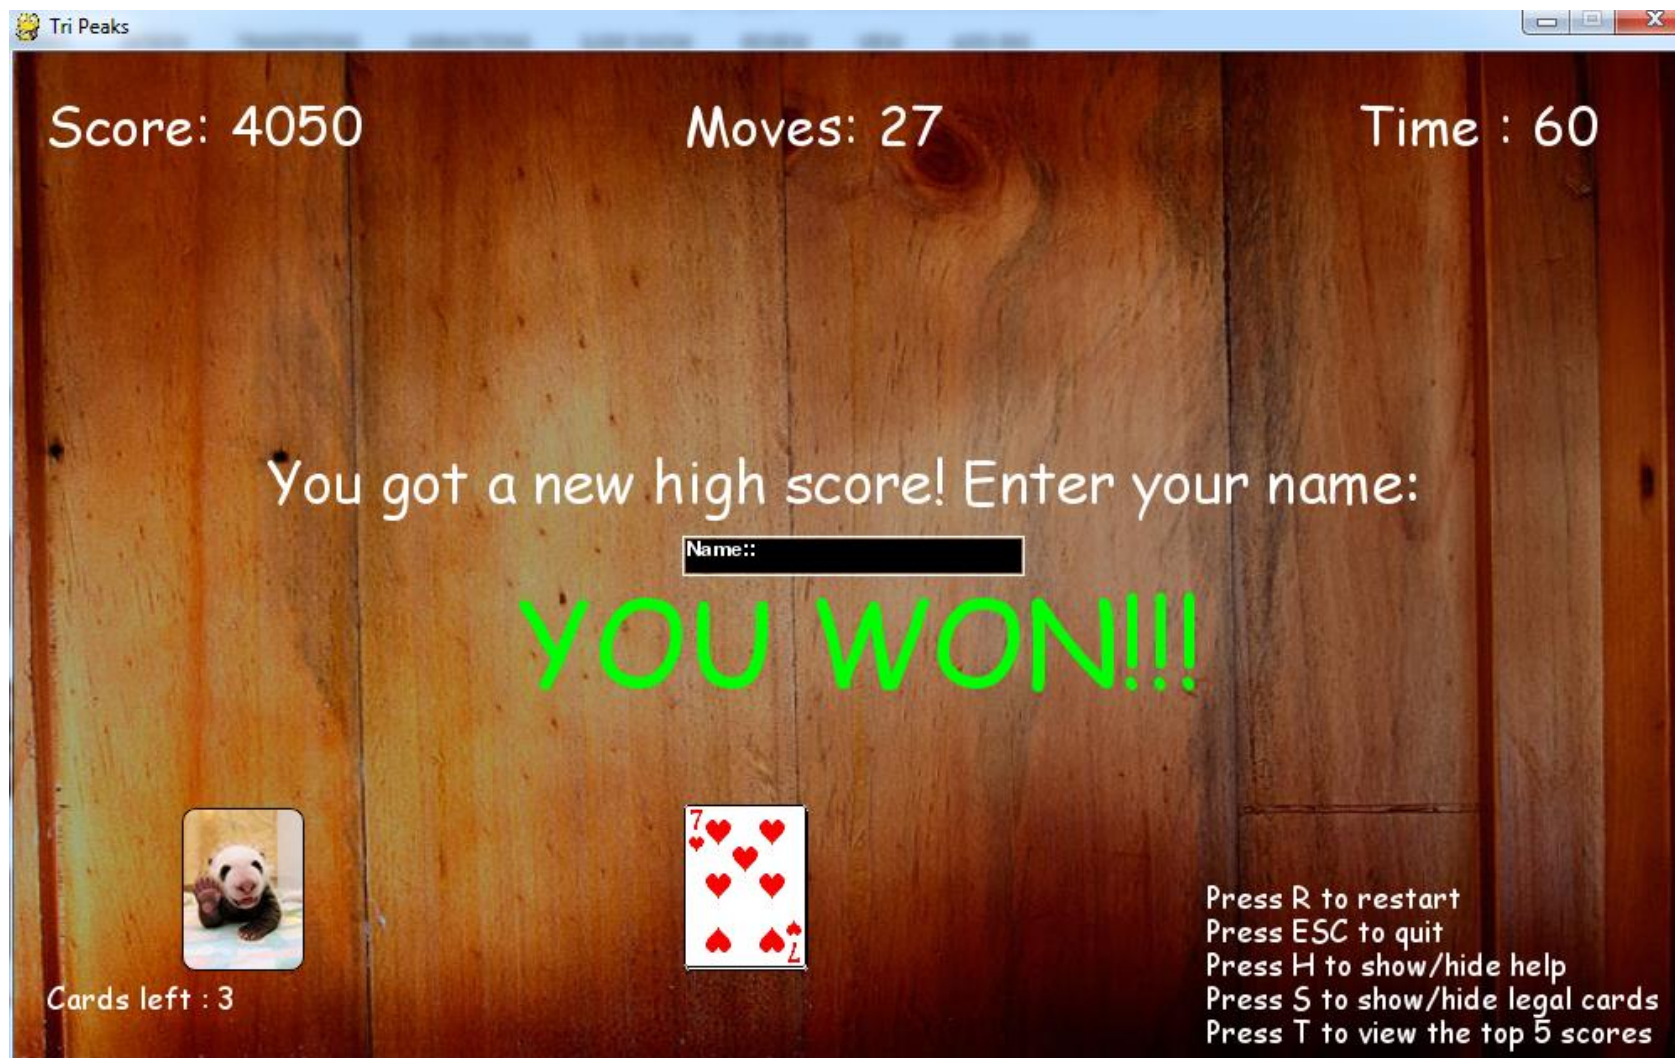 Tri Peaks
Score: 4050 Moves: 27 Time : 60
You got a new high score! Enter your name:
Name::
YOU WON!!!
7
7
Cards left : 3
Press R to restart
Press ESC to quit
Press H to show/hide help
Press S to show/hide legal cards
Press T to view the top 5 scores